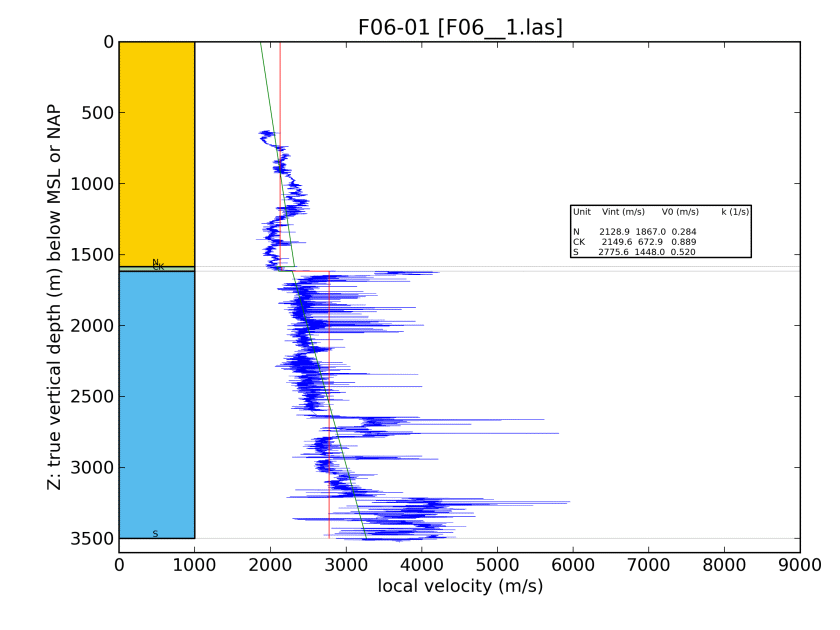 F06-01 [F06__1.las]
Z: true vertical depth (m) below MSL or NAP
0
500
1000
1500
2000
2500
3000
3500
N
CK
S
Unit Vint (m/s) V0 (m/s) k (1/s)
N 2128.9 1867.0 0.284
CK 2149.6 672.9 0.889
S 2775.6 1448.0 0.520
0 1000 2000 3000 4000 5000 6000 7000 8000 9000
local velocity (m/s)